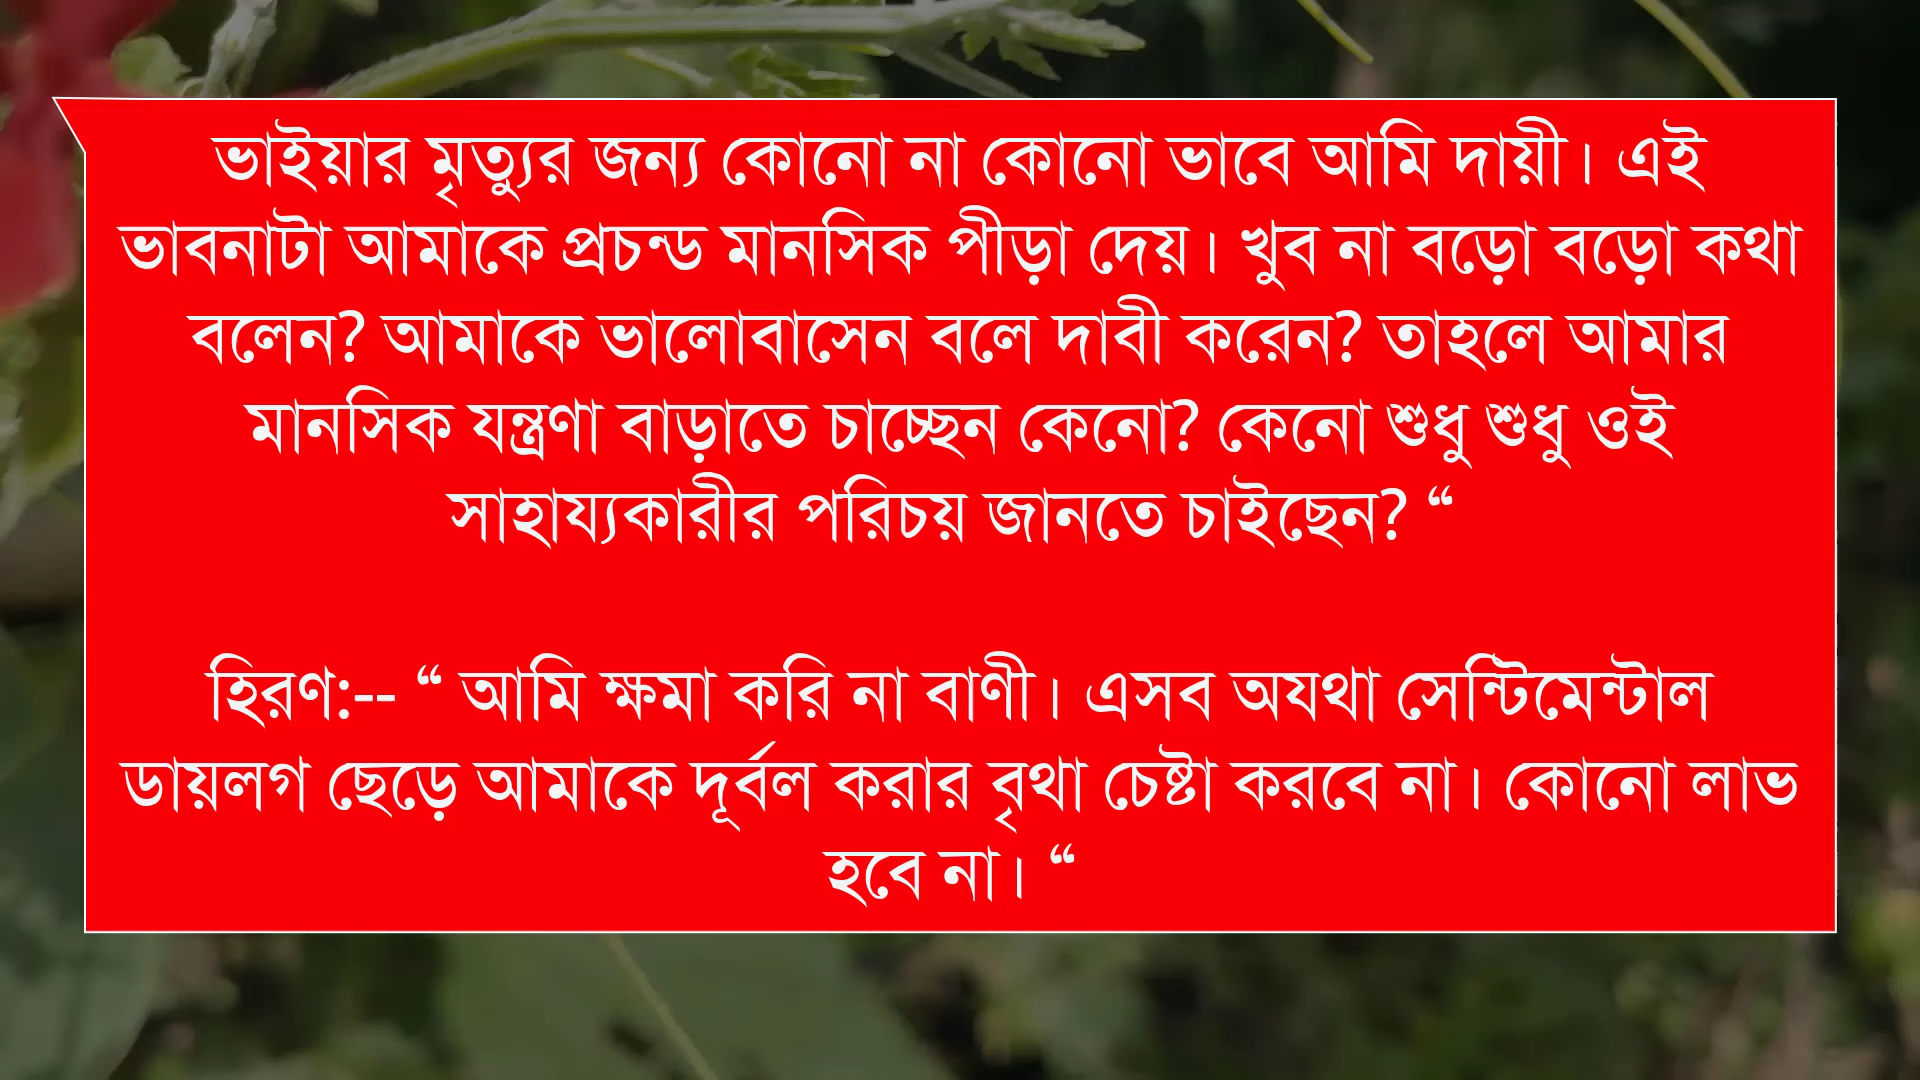 ভাইয়ার মৃত্যুর জন্য কোনো না কোনো ভাবে আমি দায়ী। এই
ভাবনাটা আমাকে প্রচন্ড মানসিক পীড়া দেয়। খুব না বড়ো বড়ো কথা
বলেন? আমাকে ভালোবাসেন বলে দাবী করেন? তাহলে আমার
মানসিক যন্ত্রণা বাড়াতে চাচ্ছেন কেনো? কেনো শুধু শুধু ওই
সাহায্যকারীর পরিচয় জানতে চাইছেন? “
হিরণ:-- “ আমি ক্ষমা করি না বাণী। এসব অযথা সেন্টিমেন্টাল
ডায়লগ ছেড়ে আমাকে দূর্বল করার বৃথা চেষ্টা করবে না। কোনো লাভ
হবে না। “